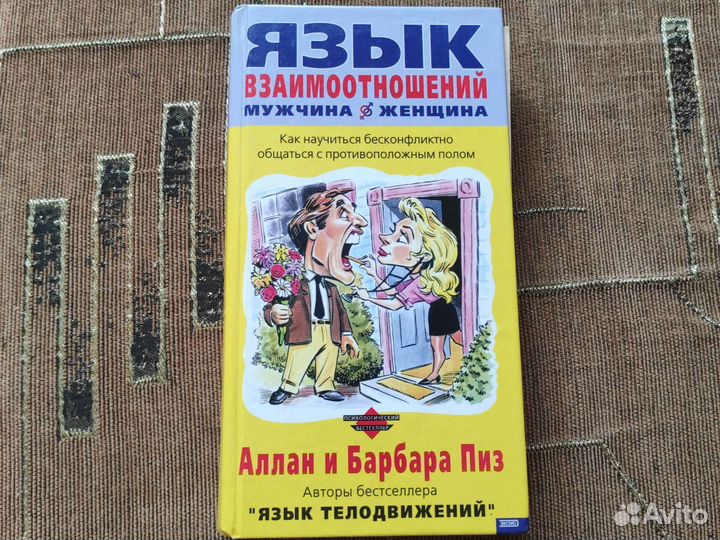 ЯЗЫК
ВЗАИМООТНОШЕНИЙ
МУЖЧИНА ЖЕНЩИНА
Как научиться бесконфликтно
общаться с противоположным полом
ПСИХОЛОГИЧЕСКИЙ
БЕСТСЕЛЛЕР
Аллан и Барбара Пиз
Авторы бестселлера
"ЯЗЫК ТЕЛОДВИЖЕНИЙ"
ЭКСМО
Avito